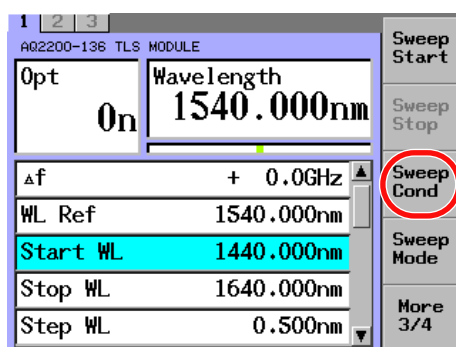 1 2 3
AQ2200-136 TLS MODULE
Opt
On
Wavelength
1540.000nm
▵f + 0.0GHz
WL Ref 1540.000nm
Start WL 1440.000nm
Stop WL 1640.000nm
Step WL 0.500nm
Sweep
Start
Sweep
Stop
Sweep
Cond
Sweep
Mode
More
3/4